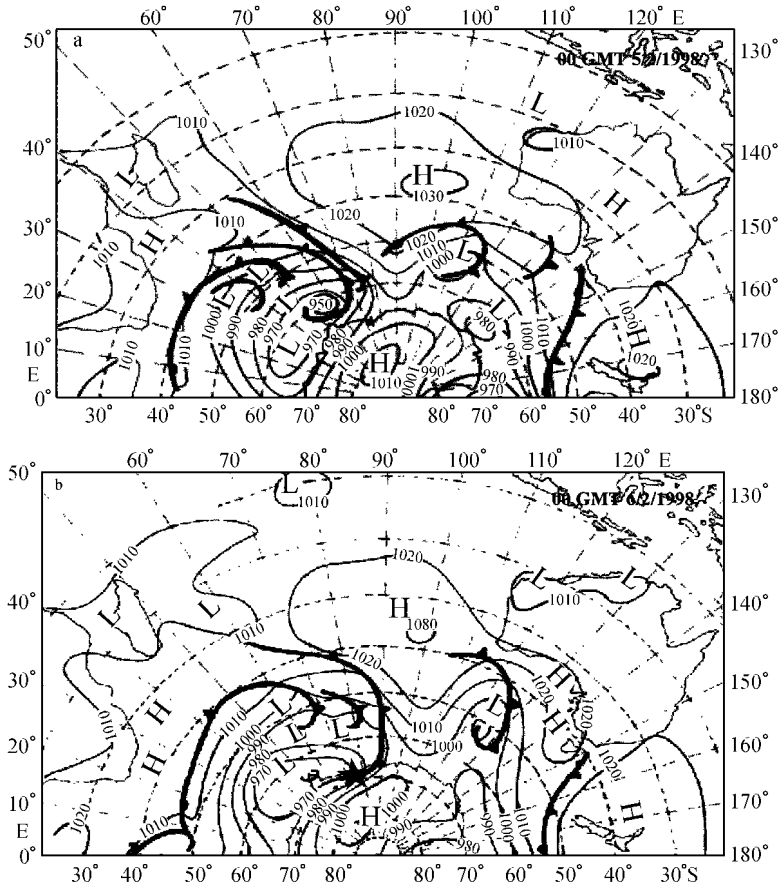 60° 70° 80° 90° 100° 110° 120° E
50° a 00 GMT 5/2/1998 130°
L
1010 1020 1010
40° 140°
L H 1030 H
1020
30° H 1010 1020 150°
1010 1010 L
1000
20° L L 950 L 160°
1000 H 980 1020
990 980 970 L 970 980 H
10° 1010 980 1000 H 990 990 1000 1010 1020 170°
E 1010 1010 1000 980
0° 970 180°
30° 40° 50° 60° 70° 80° 80° 70° 60° 50° 40° 30°S
60° 70° 80° 90° 100° 110° 120° E
50° b L 00 GMT 6/2/1998 130°
1010
1010 1020 L L
40° L L H 1010 140°
1080
1010 1020
30° H 1010 L H 1020 150°
1010 1000 L L 1010 L 1020
20° H 990 H 160°
980 L 1000
970 1020
10° 1020 970 980 1000 H 170°
E 1010 990 H 990 990 1000 1010
0° 1000 980 180°
30° 40° 50° 60° 70° 80° 80° 70° 60° 50° 40° 30°S